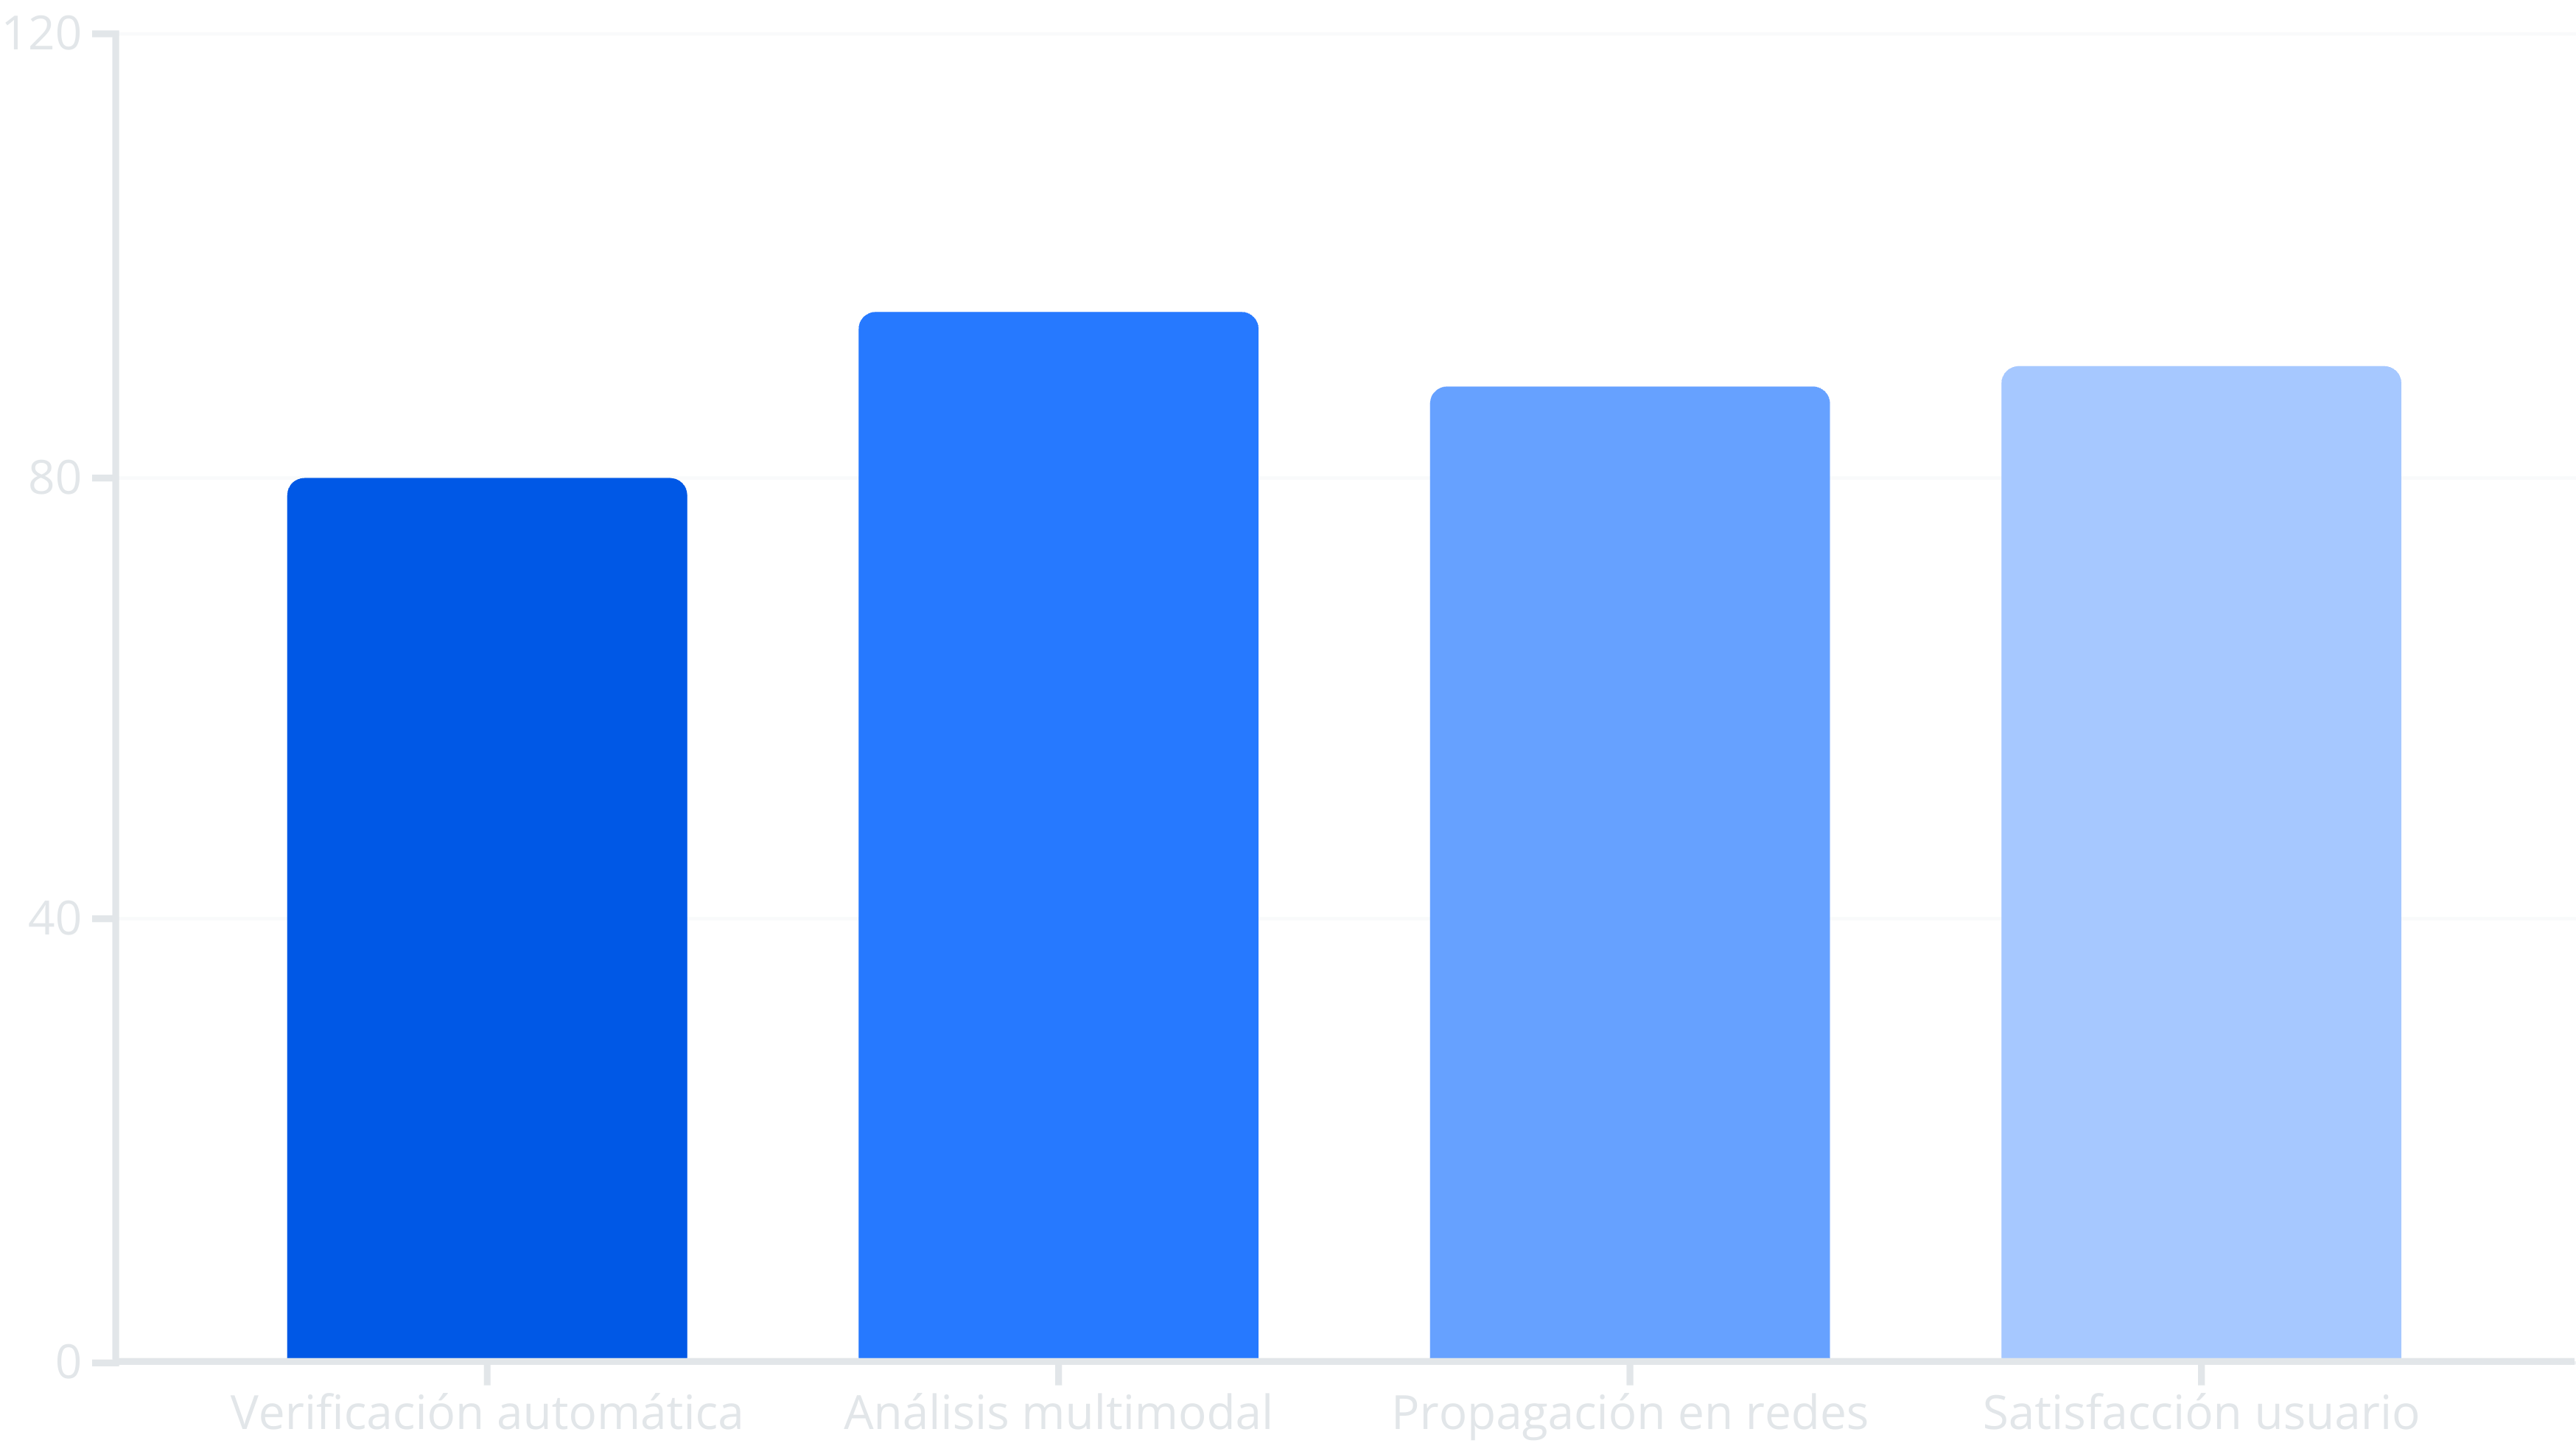 120
80
40
0
Verificación automática
Análisis multimodal
Propagación en redes
Satisfacción usuario